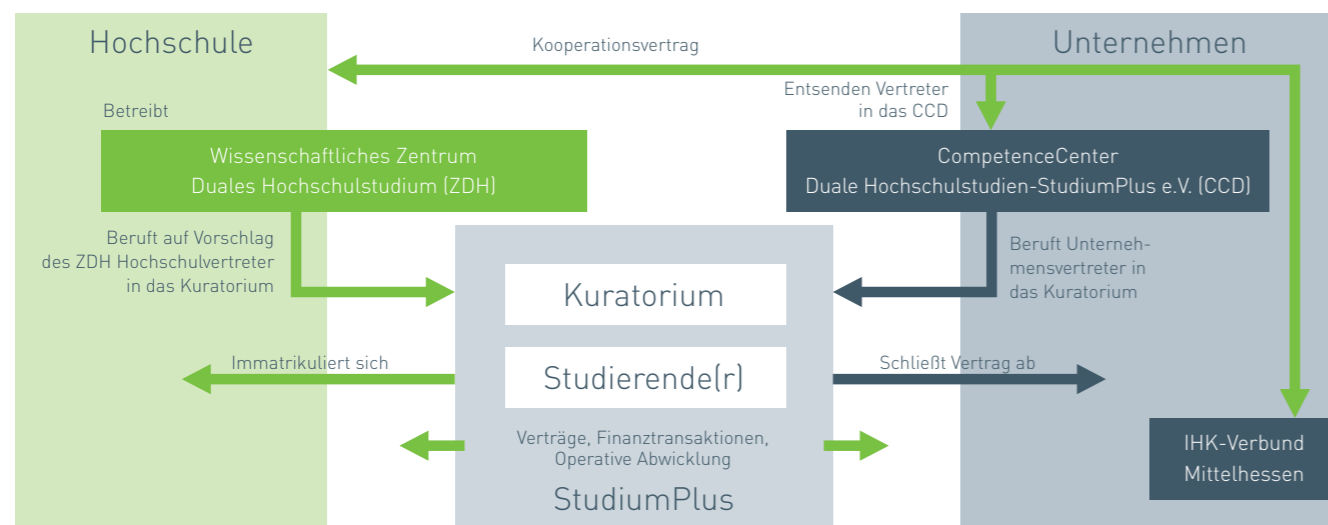 Hochschule
Kooperationsvertrag
Unternehmen
Betreibt
Entsenden Vertreter
in das CCD
Wissenschaftliches Zentrum
Duales Hochschulstudium (ZDH)
CompetenceCenter
Duale Hochschulstudien-StudiumPlus e.V. (CCD)
Beruft auf Vorschlag
des ZDH Hochschulvertreter
in das Kuratorium
Kuratorium
Beruft Unterneh-
mensvertreter in
das Kuratorium
Immatrikuliert sich
Studierende(r)
Schließt Vertrag ab
Verträge, Finanztransaktionen,
Operative Abwicklung
StudiumPlus
IHK-Verbund
Mittelhessen